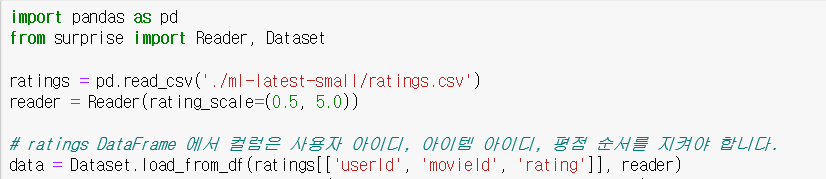 import pandas as pd
from surprise import Reader, Dataset
ratings = pd.read_csv('./ml-latest-small/ratings.csv')
reader = Reader(rating_scale=(0.5, 5.0))
# ratings DataFrame 에서 컬럼은 사용자 아이디, 아이템 아이디, 평점 순서를 지켜야 합니다.
data = Dataset.load_from_df(ratings[['userId', 'movieId', 'rating']], reader)